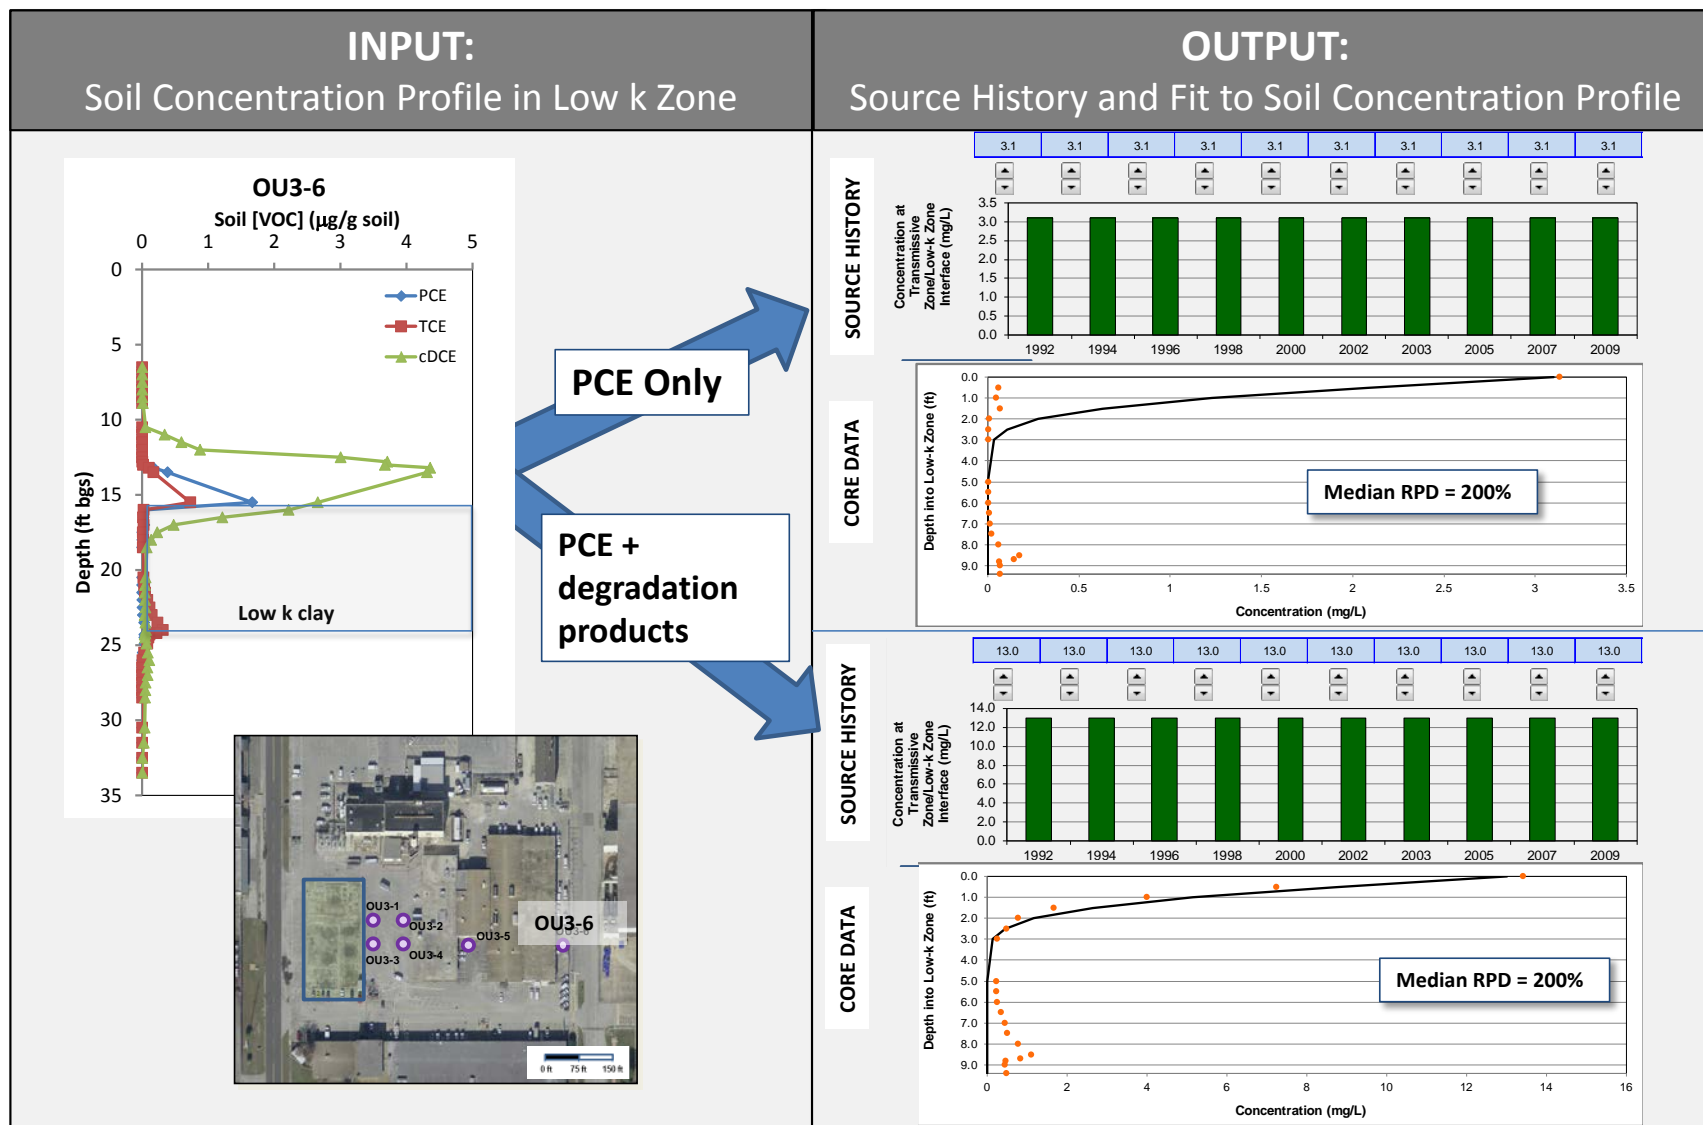 INPUT:
Soil Concentration Profile in Low k Zone
OUTPUT:
Source History and Fit to Soil Concentration Profile
OU3-6
Soil [VOC] (µg/g soil)
0 1 2 3 4 5
0
5
10
15
20
25
30
35
Depth (ft bgs)
PCE
TCE
cDCE
Low k clay
PCE Only
PCE +
degradation
products
OU3-1
OU3-2
OU3-3
OU3-4
OU3-5
OU3-6
0 ft 75 ft 150 ft
SOURCE HISTORY
3.1 3.1 3.1 3.1 3.1 3.1 3.1 3.1 3.1 3.1
Concentration at
Transmissive
Zone/Low-k Zone
Interface (mg/L)
3.5
3.0
2.5
2.0
1.5
1.0
0.5
0.0
1992 1994 1996 1998 2000 2002 2003 2005 2007 2009
CORE DATA
Depth into Low-k Zone (ft)
0.0
1.0
2.0
3.0
4.0
5.0
6.0
7.0
8.0
9.0
Median RPD = 200%
0 0.5 1 1.5 2 2.5 3 3.5
Concentration (mg/L)
SOURCE HISTORY
13.0 13.0 13.0 13.0 13.0 13.0 13.0 13.0 13.0 13.0
Concentration at
Transmissive
Zone/Low-k Zone
Interface (mg/L)
14.0
12.0
10.0
8.0
6.0
4.0
2.0
0.0
1992 1994 1996 1998 2000 2002 2003 2005 2007 2009
CORE DATA
Depth into Low-k Zone (ft)
0.0
1.0
2.0
3.0
4.0
5.0
6.0
7.0
8.0
9.0
Median RPD = 200%
0 2 4 6 8 10 12 14 16
Concentration (mg/L)